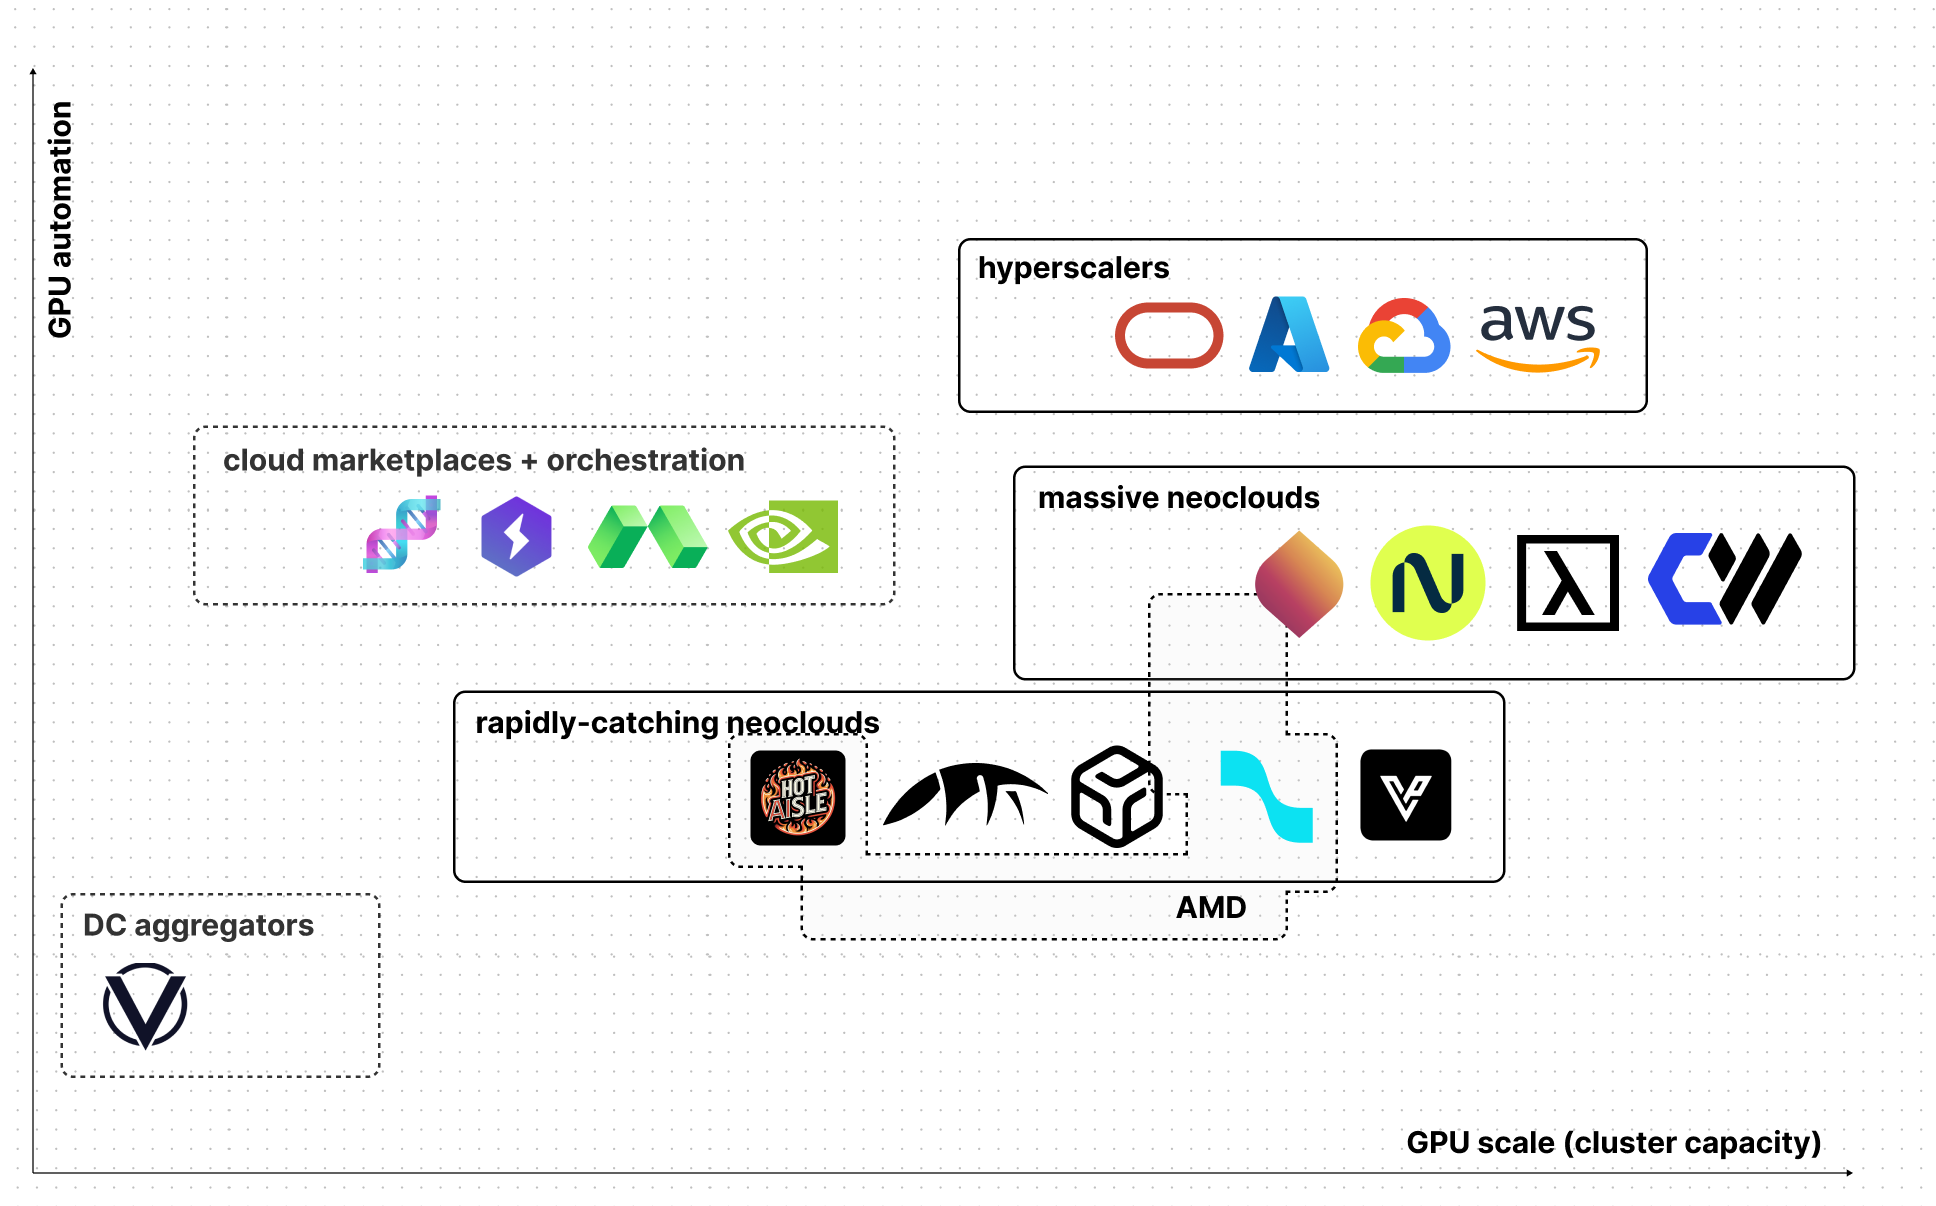 GPU automation
hyperscalers
aws
cloud marketplaces + orchestration
massive neoclouds
λ
rapidly-catching neoclouds
HOT
AISLE
AMD
DC aggregators
GPU scale (cluster capacity)